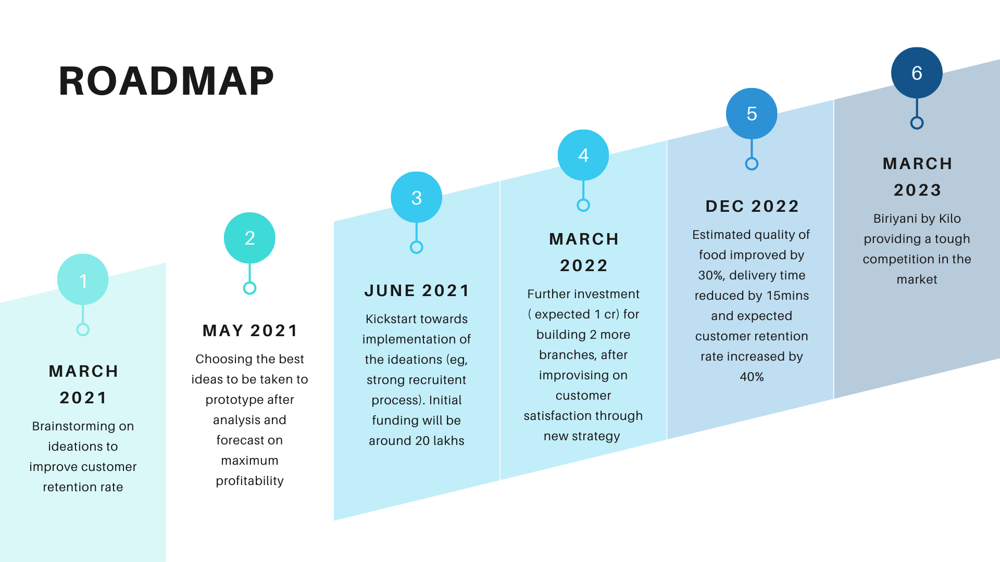 ROADMAP
1
MARCH
2021
Brainstorming on
ideations to
improve customer
retention rate
2
MAY 2021
Choosing the best
ideas to be taken to
prototype after
analysis and
forecast on
maximum
profitability
3
JUNE 2021
Kickstart towards
implementation of
the ideations (eg,
strong recruitent
process). Initial
funding will be
around 20 lakhs
4
MARCH
2022
Further investment
( expected 1 cr) for
building 2 more
branches, after
improvising on
customer
satisfaction through
new strategy
5
DEC 2022
Estimated quality of
food improved by
30%, delivery time
reduced by 15mins
and expected
customer retention
rate increased by
40%
6
MARCH
2023
Biriyani by Kilo
providing a tough
competition in the
market